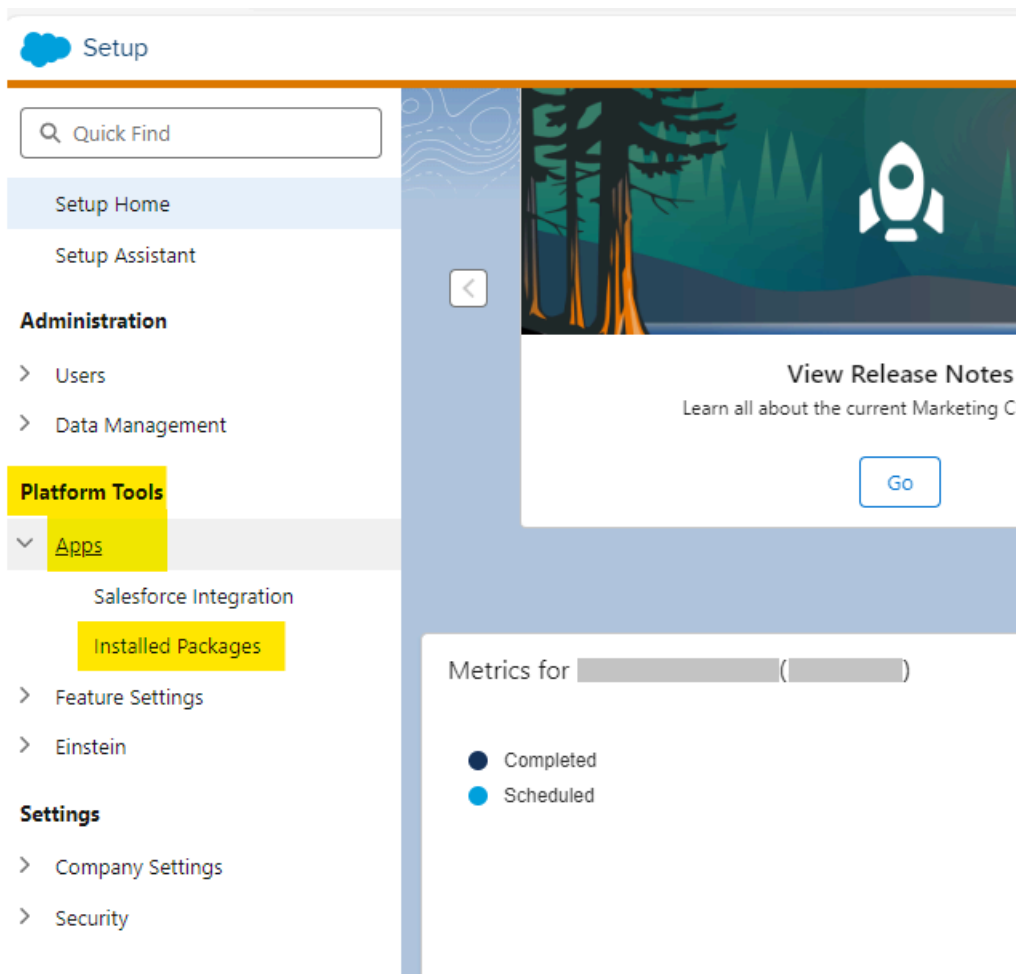 Setup
Quick Find
Setup Home
Setup Assistant
Administration
Users
Data Management
Platform Tools
Apps
Salesforce Integration
Installed Packages
Feature Settings
Einstein
Settings
Company Settings
Security
View Release Notes
Learn all about the current Marketing C
Go
Metrics for ( )
Completed
Scheduled